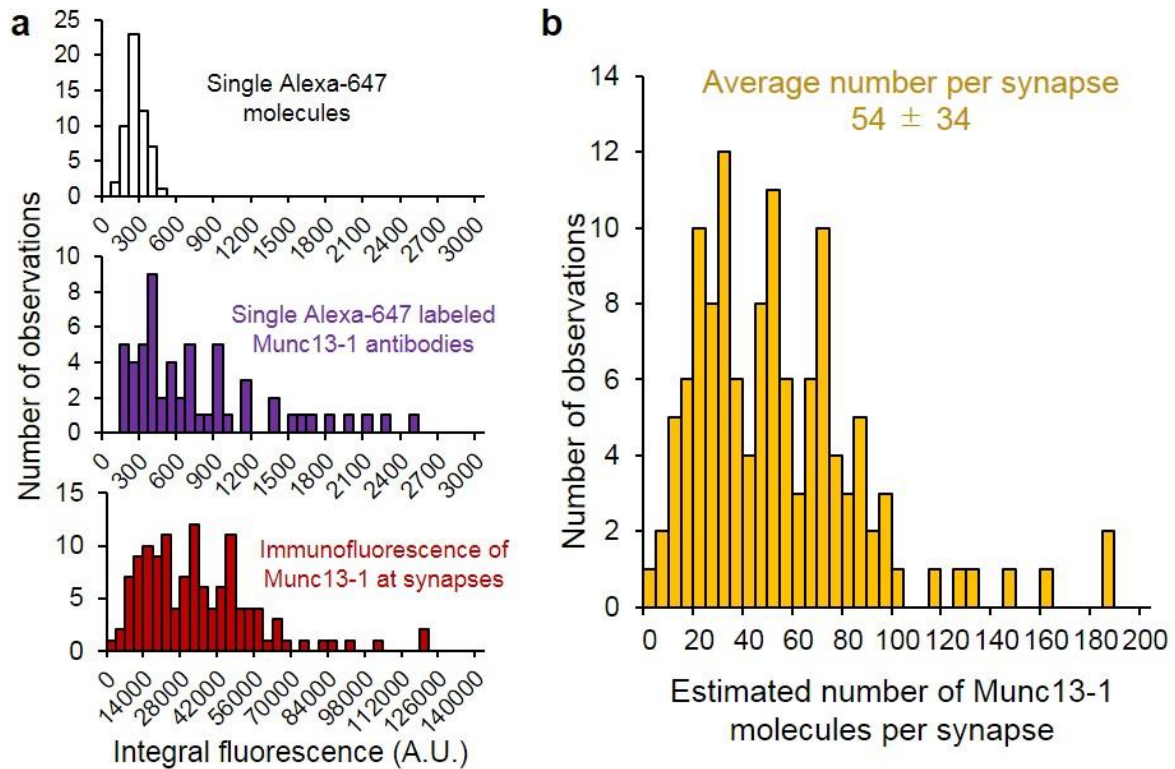 a
Number of observations
25
20
15
10
5
0
Single Alexa-647
molecules
0 300 600 900 1200 1500 1800 2100 2400 2700 3000
10
8
6
4
2
0
Single Alexa-647 labeled
Munc13-1 antibodies
0 300 600 900 1200 1500 1800 2100 2400 2700 3000
15
10
5
0
Immunofluorescence of
Munc13-1 at synapses
0 14000 28000 42000 56000 70000 84000 98000 112000 126000 140000
Integral fluorescence (A.U.)
b
Average number per synapse
54 ± 34
Number of observations
14
12
10
8
6
4
2
0
0 20 40 60 80 100 120 140 160 180 200
Estimated number of Munc13-1
molecules per synapse